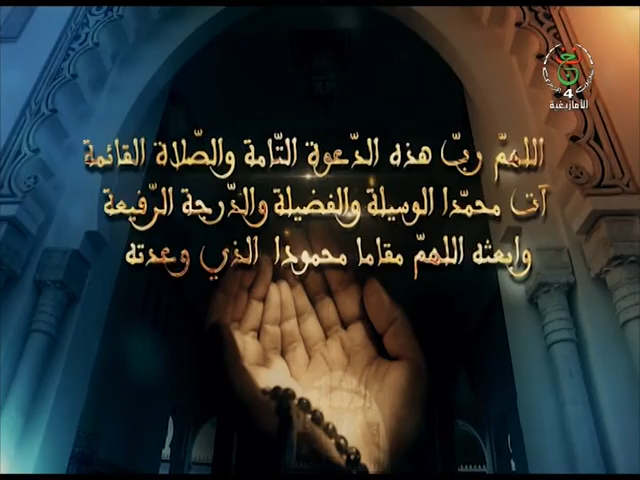 4
الأمازيغية
اللهمّ ربّ هذه الدّعوة التّامة والصّلاة القائمة
آت محمّدا الوسيلة والفضيلة والدّرجة الرّفيعة
وابعثه اللهمّ مقاما محمودا الذي وعدته